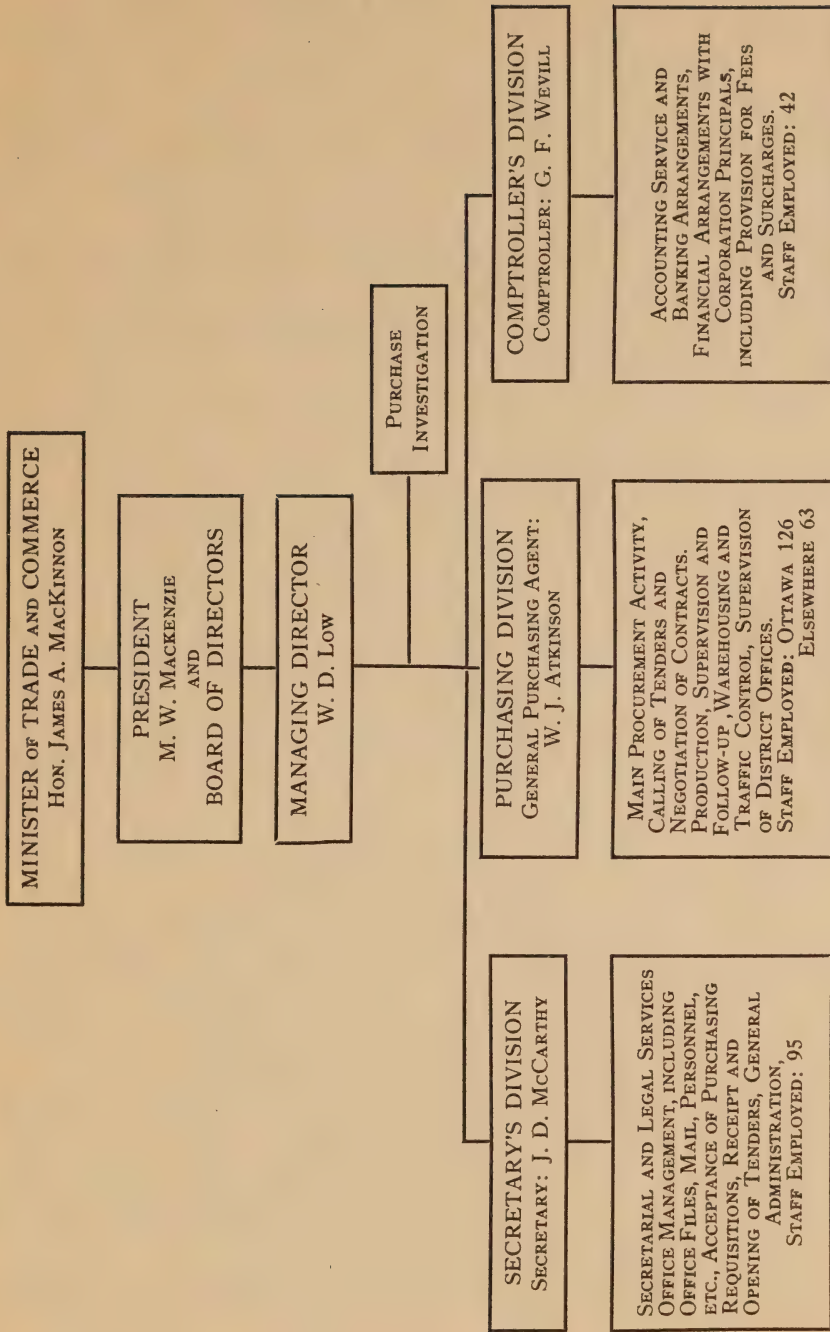 MINISTER OF TRADE AND COMMERCE
HON. JAMES A. MACKINNON
PRESIDENT
M. W. MACKENZIE
AND
BOARD OF DIRECTORS
MANAGING DIRECTOR
W. D. LOW
PURCHASE
INVESTIGATION
SECRETARY'S DIVISION
SECRETARY: J. D. MCCARTHY
PURCHASING DIVISION
GENERAL PURCHASING AGENT:
W. J. ATKINSON
COMPTROLLER'S DIVISION
COMPTROLLER: G. F. WEVILL
SECRETARIAL AND LEGAL SERVICES
OFFICE MANAGEMENT, INCLUDING
OFFICE FILES, MAIL, PERSONNEL,
ETC., ACCEPTANCE OF PURCHASING
REQUISITIONS, RECEIPT AND
OPENING OF TENDERS, GENERAL
ADMINISTRATION,
STAFF EMPLOYED: 95
MAIN PROCUREMENT ACTIVITY,
CALLING OF TENDERS AND
NEGOTIATION OF CONTRACTS.
PRODUCTION, SUPERVISION AND
FOLLOW-UP, WAREHOUSING AND
TRAFFIC CONTROL, SUPERVISION
OF DISTRICT OFFICES.
STAFF EMPLOYED: OTTAWA 126
ELSEWHERE 63
ACCOUNTING SERVICE AND
BANKING ARRANGEMENTS,
FINANCIAL ARRANGEMENTS WITH
CORPORATION PRINCIPALS,
INCLUDING PROVISION FOR FEES
AND SURCHARGES.
STAFF EMPLOYED: 42